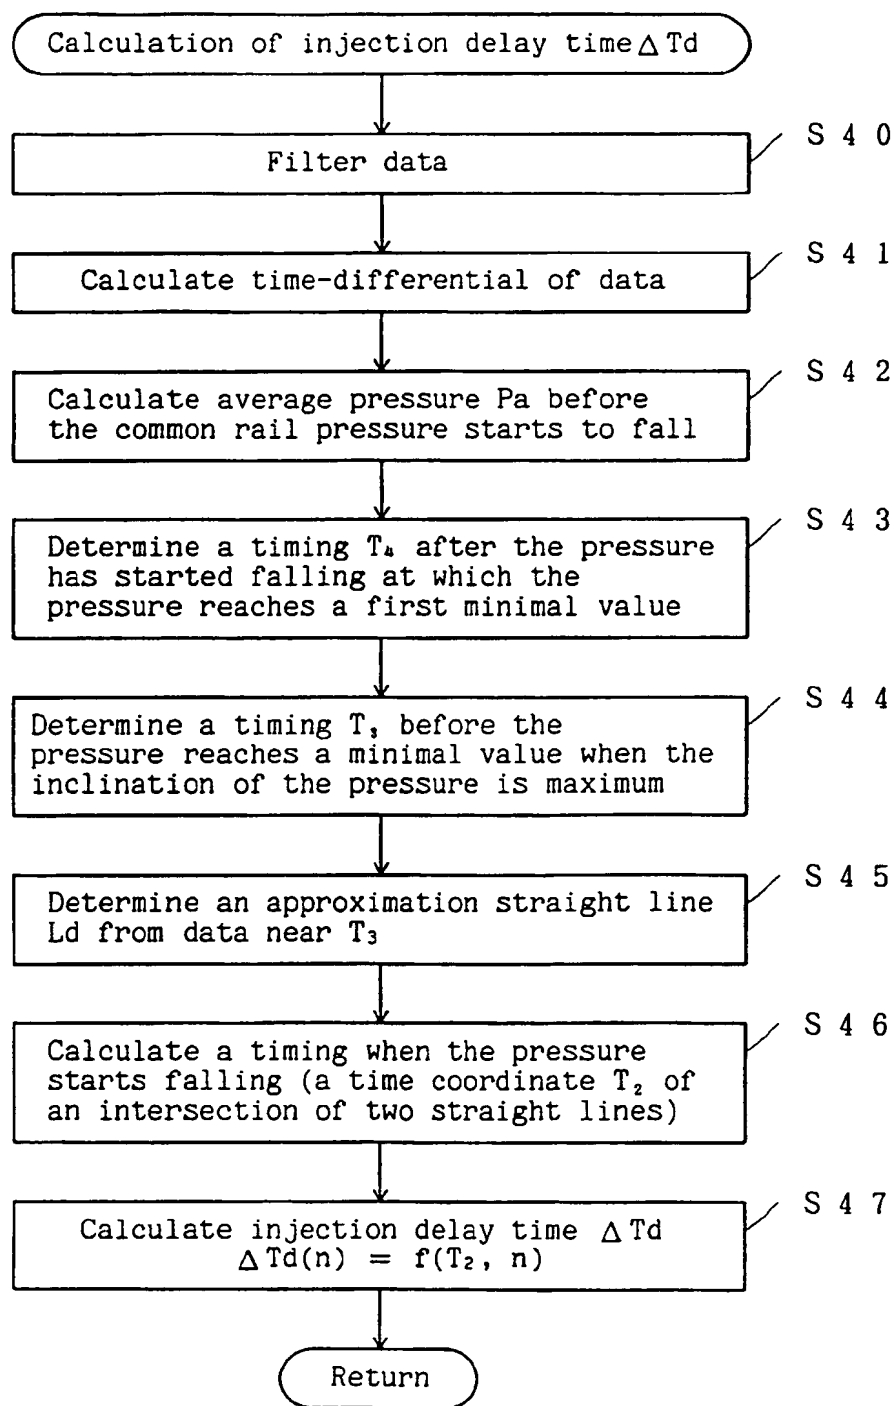 Calculation of injection delay time ΔTd
S 4 0
Filter data
S 4 1
Calculate time-differential of data
S 4 2
Calculate average pressure Pa before
the common rail pressure starts to fall
S 4 3
Determine a timing T₄ after the pressure
has started falling at which the
pressure reaches a first minimal value
S 4 4
Determine a timing T₃ before the
pressure reaches a minimal value when the
inclination of the pressure is maximum
S 4 5
Determine an approximation straight line
Ld from data near T₃
S 4 6
Calculate a timing when the pressure
starts falling (a time coordinate T₂ of
an intersection of two straight lines)
S 4 7
Calculate injection delay time ΔTd
ΔTd(n) = f(T₂, n)
Return